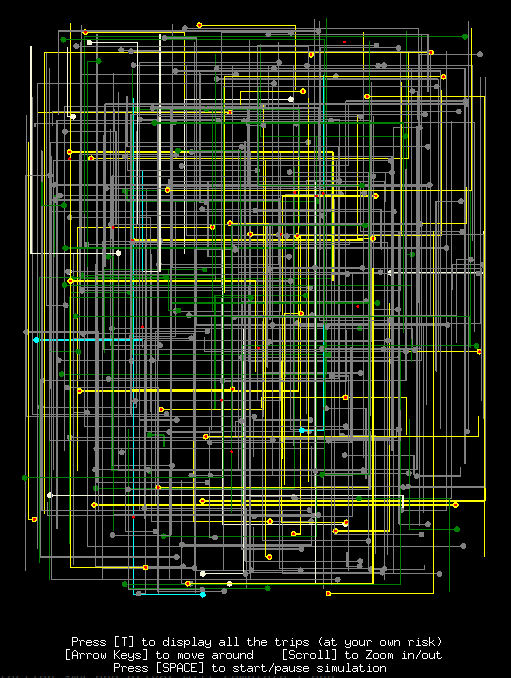 Press [T] to display all the trips (at your own risk)
[Arrow Keys] to move around [Scroll] to Zoom in/out
Press [SPACE] to start/pause simulation